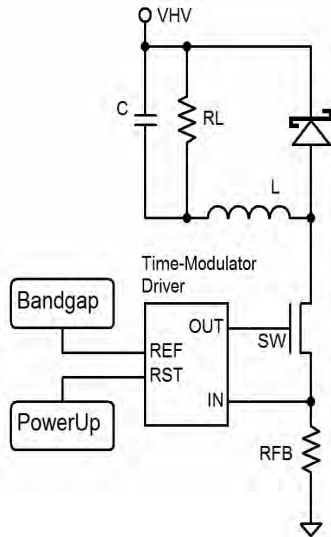 VHV
C
RL
L
Time-Modulator
Driver
Bandgap
OUT
SW
REF
RST
PowerUp
IN
RFB